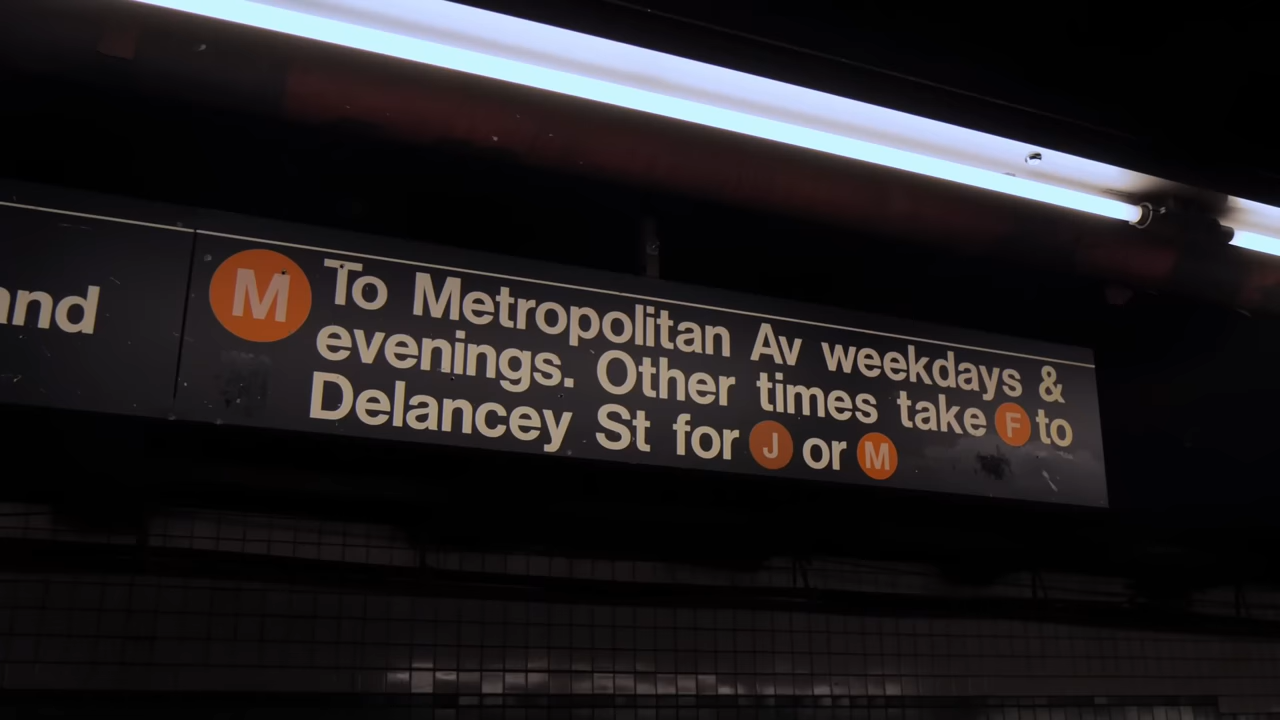 and
M To Metropolitan Av weekdays &
evenings. Other times take F to
Delancey St for J or M